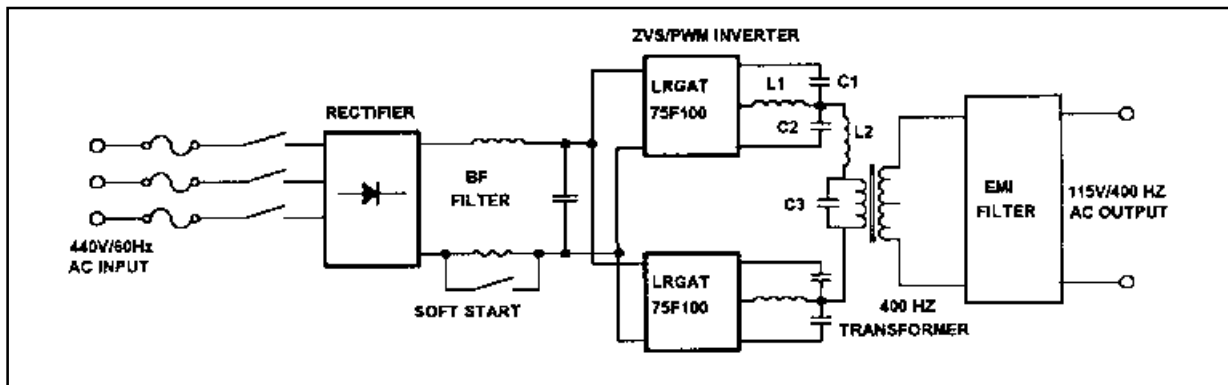 ZVS/PWM INVERTER
LRGAT
75F100
L1
C1
C2
L2
RECTIFIER
BF
FILTER
C3
EMI
FILTER
115V/400 HZ
AC OUTPUT
440V/60Hz
AC INPUT
SOFT START
LRGAT
75F100
400 HZ
TRANSFORMER